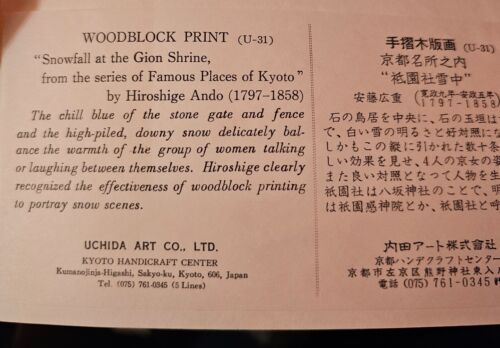 WOODBLOCK PRINT (U-31)
"Snowfall at the Gion Shrine,
from the series of Famous Places of Kyoto"
by Hiroshige Ando (1797-1858)
The chill blue of the stone gate and fence
and the high-piled, downy snow delicately bal-
ance the warmth of the group of women talking
or laughing between themselves. Hiroshige clearly
recognized the effectiveness of woodblock printing
to portray snow scenes.
UCHIDA ART CO., LTD.
KYOTO HANDICRAFT CENTER
Kumanojinja-Higashi, Sakyo-ku, Kyoto, Japan
Tel. (075) 761-0345 (5 Lines)
手摺木版画 (U-31)
京都名所之内
"祇園社雪中"
安藤広重 (寛政九年-安政五年 1797-1858)
石の鳥居を中央に、石の玉垣は
で、白い雪の明るさと好対照にな
しかもこの縦に引かれた数十条
しい効果を見せ、4人の京女の姿
また良い対照となって人物を生
祇園社は八坂神社のことで、明
は祇園感神院とか、祇園社と呼
内田アート株式会社
京都ハンデクラフトセンター
京都市左京区熊野神社東入
電話 (075) 761-0345